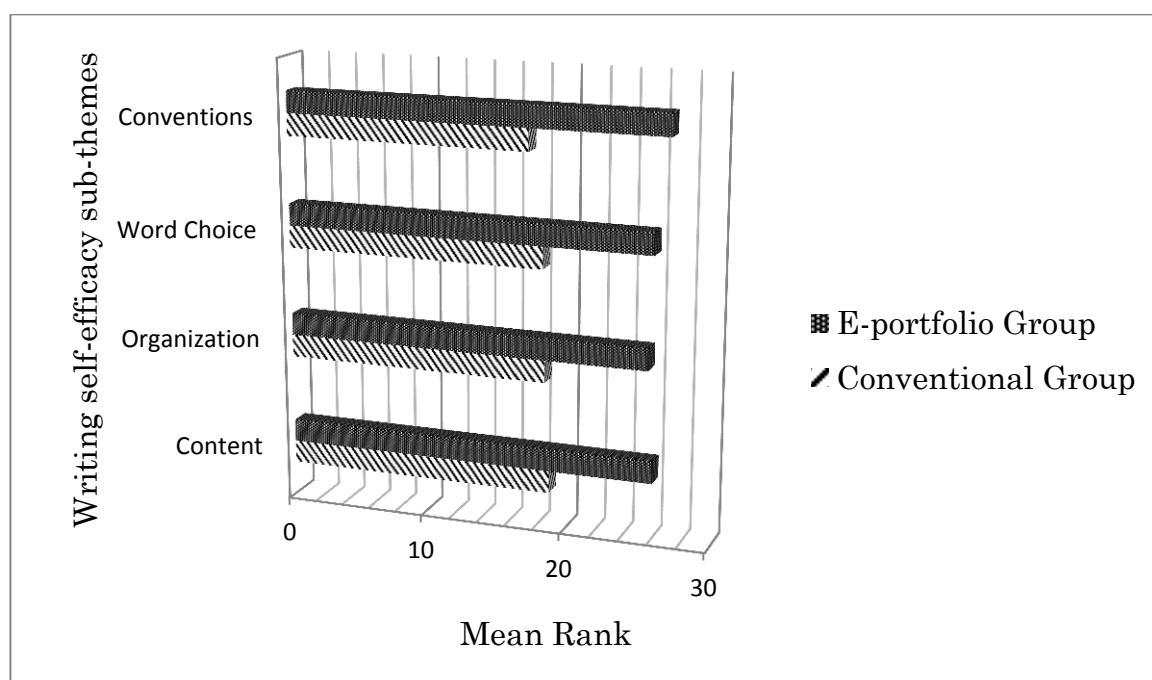 Writing self-efficacy sub-themes
Conventions
Word Choice
Organization
Content
0
10
20
30
Mean Rank
E-portfolio Group
Conventional Group